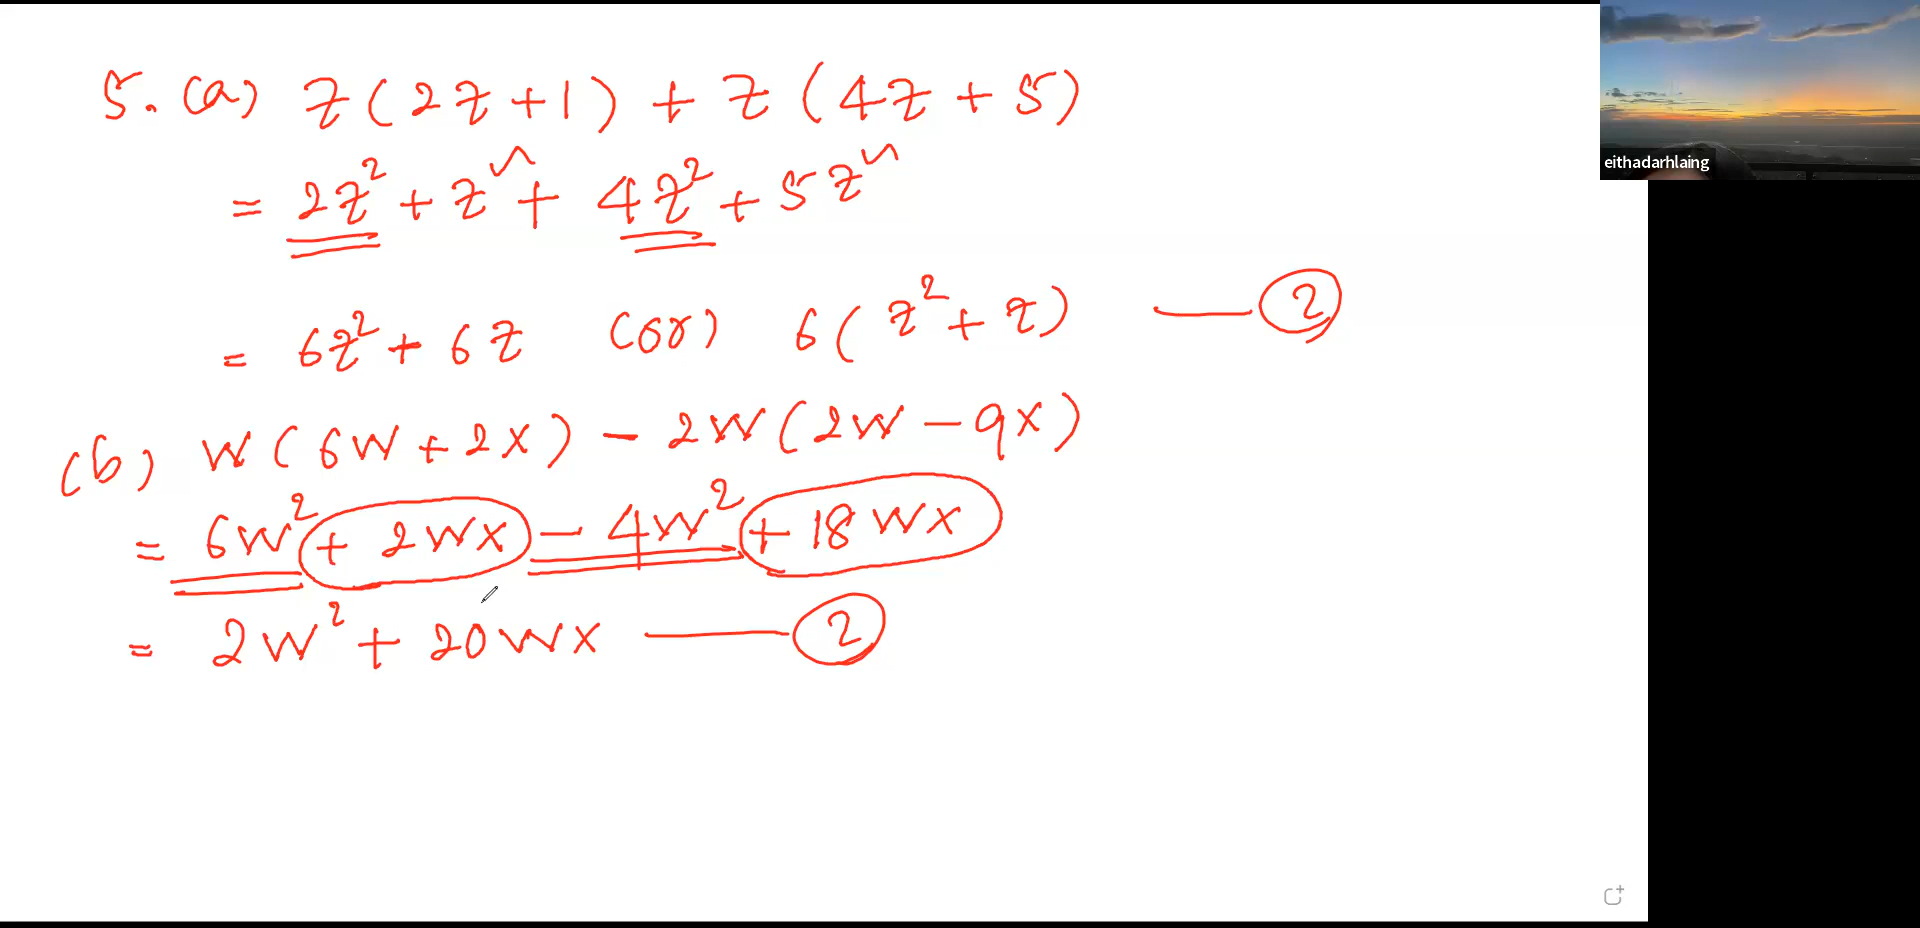 5. (a) z(2z+1) + z(4z+5)
= 2z² + z + 4z² + 5z
= 6z² + 6z (or) 6(z²+z) — 2
(b) w(6w+2x) - 2w(2w-9x)
= 6w² + 2wx - 4w² + 18wx
= 2w² + 20wx — 2
eithadarhlaing